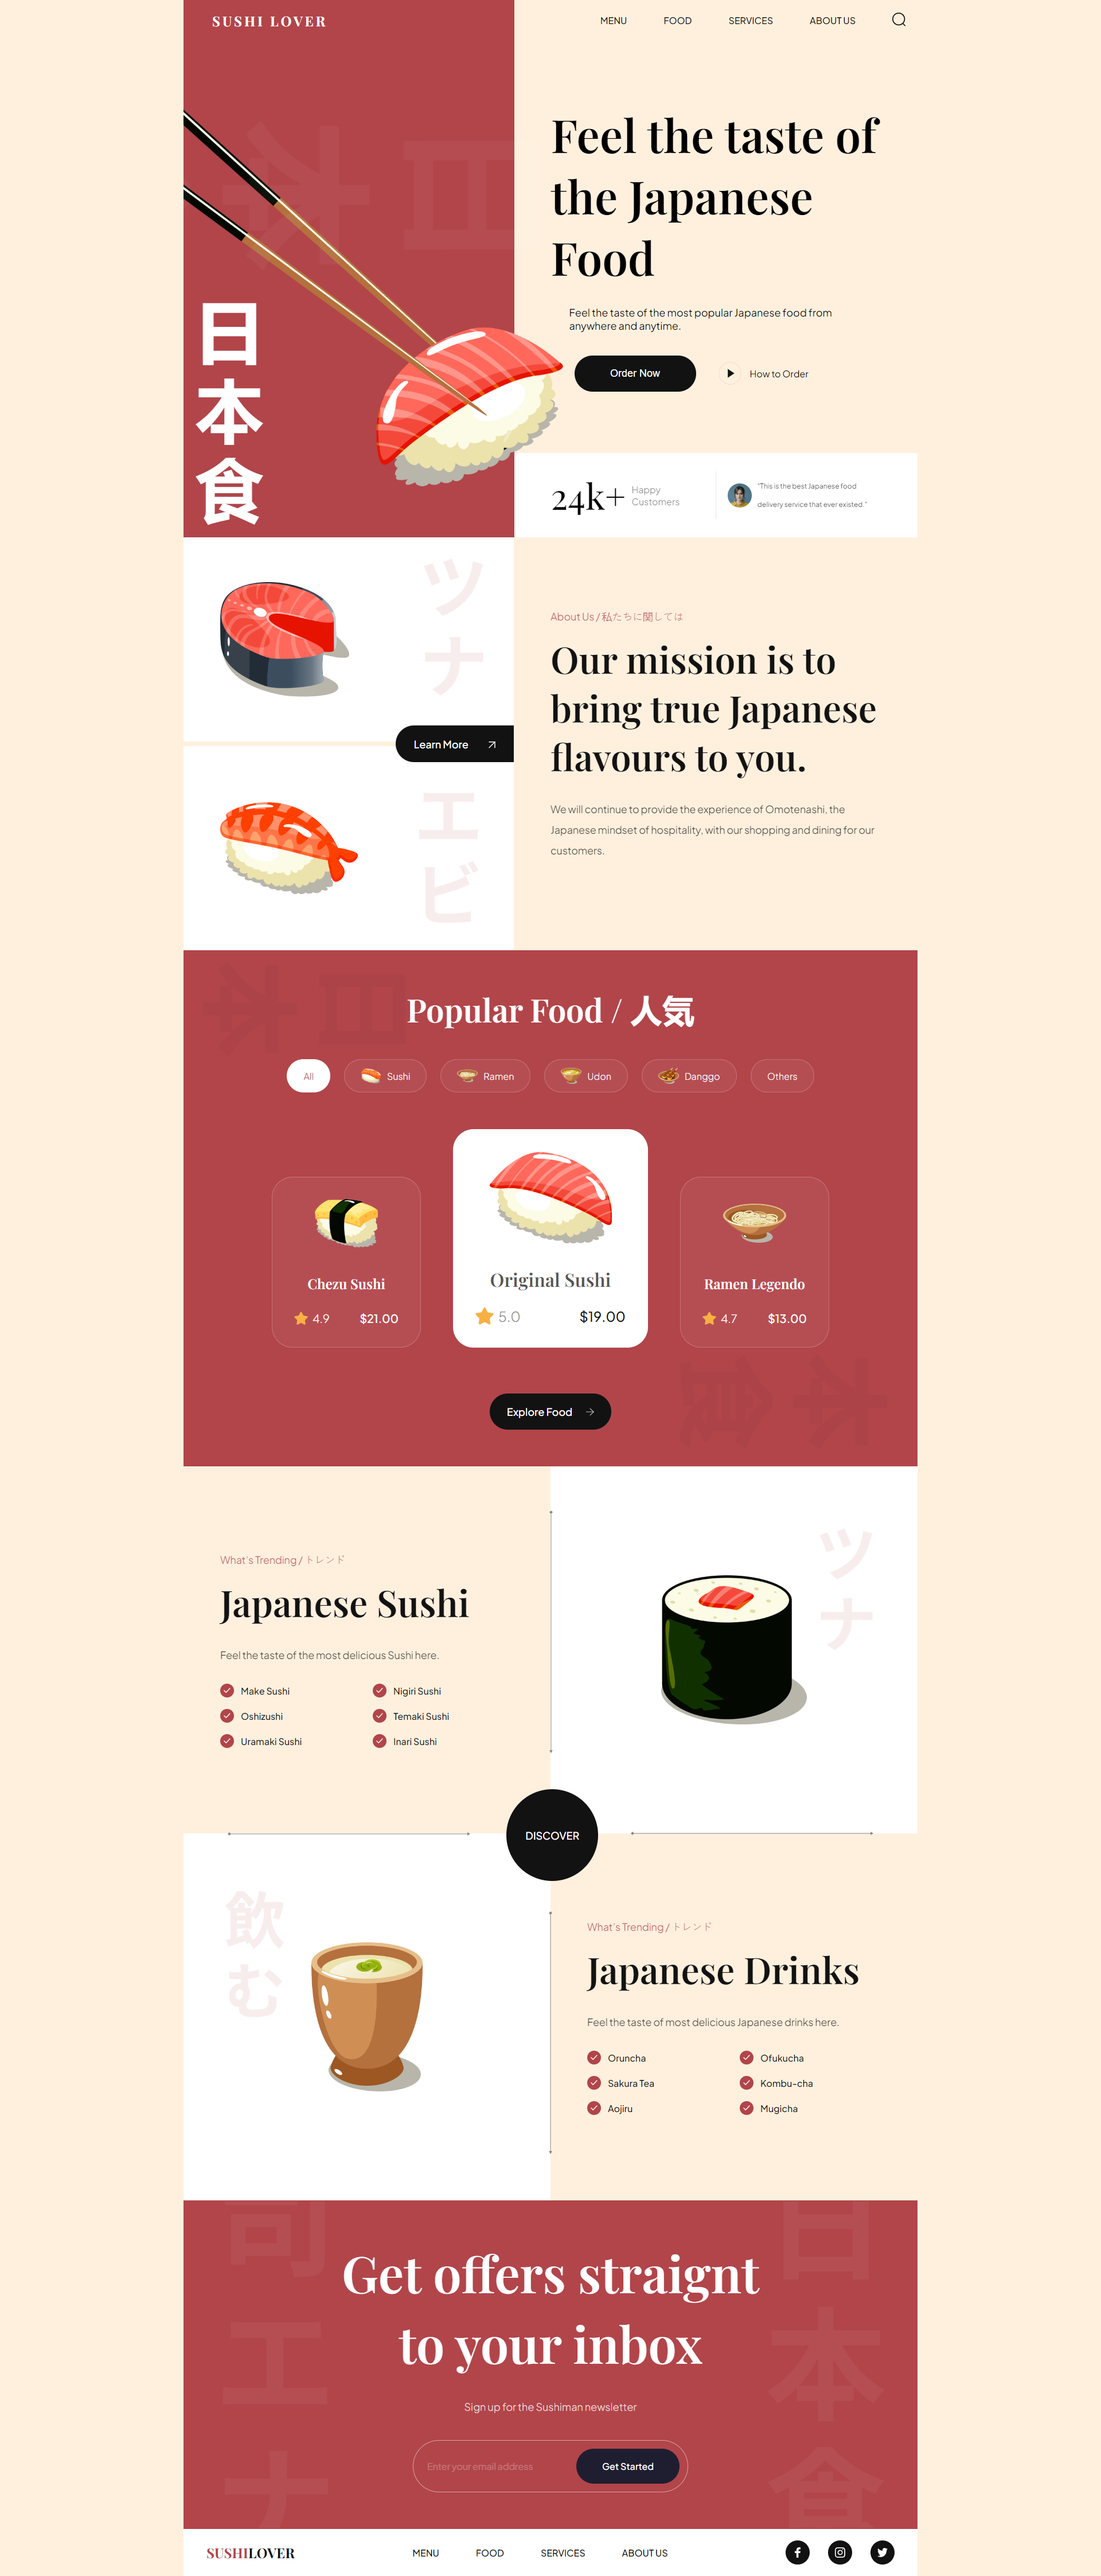 SUSHI LOVER
MENU FOOD SERVICES ABOUT US
日本
Feel the taste of
the Japanese
Food
Feel the taste of the most popular Japanese food from
anywhere and anytime.
Order Now
How to Order
日
本
食
24k+
Happy
Customers
"This is the best Japanese food
delivery service that ever existed."
ツ
ナ
Learn More
エ
ビ
About Us / 私たちに関しては
Our mission is to
bring true Japanese
flavours to you.
We will continue to provide the experience of Omotenashi, the
Japanese mindset of hospitality, with our shopping and dining for our
customers.
日本
Popular Food / 人気
All Sushi Ramen Udon Danggo Others
Chezu Sushi
4.9 $21.00
Original Sushi
5.0 $19.00
Ramen Legendo
4.7 $13.00
本食
Explore Food
What's Trending / トレンド
Japanese Sushi
Feel the taste of the most delicious Sushi here.
Make Sushi Nigiri Sushi
Oshizushi Temaki Sushi
Uramaki Sushi Inari Sushi
ツ
ナ
DISCOVER
飲
む
What's Trending / トレンド
Japanese Drinks
Feel the taste of most delicious Japanese drinks here.
Oruncha Ofukucha
Sakura Tea Kombu-cha
Aojiru Mugicha
エ
ナ
日
本
食
Get offers straignt
to your inbox
Sign up for the Sushiman newsletter
Enter your email address
Get Started
SUSHILOVER
MENU FOOD SERVICES ABOUT US